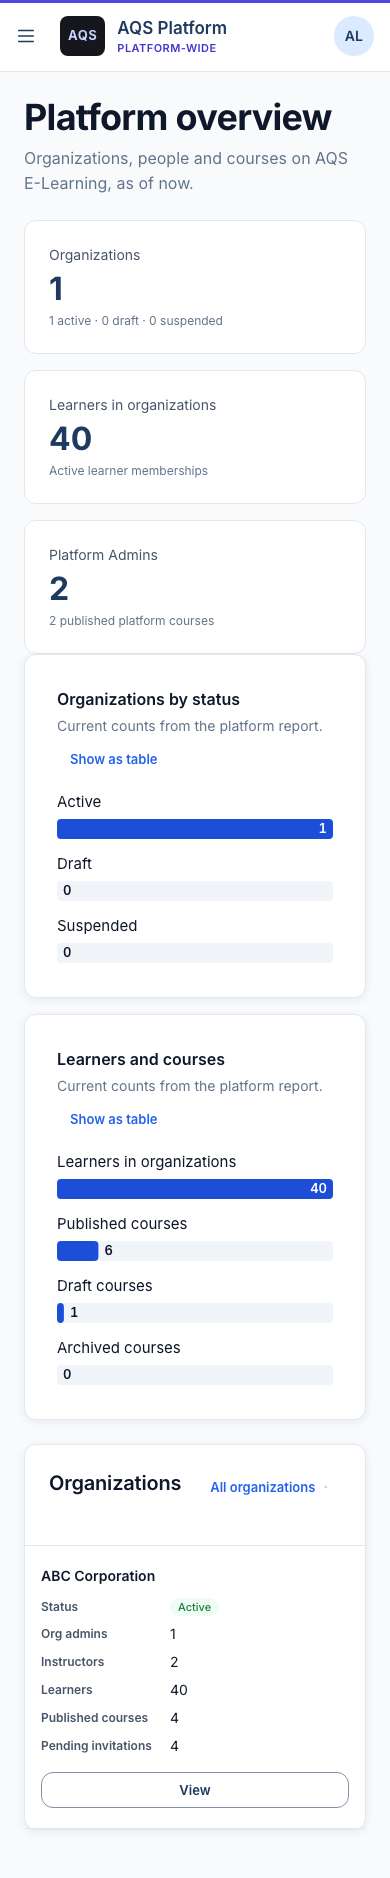 AQS
AQS Platform
PLATFORM-WIDE
AL
Platform overview
Organizations, people and courses on AQS
E-Learning, as of now.
Organizations
1
1 active · 0 draft · 0 suspended
Learners in organizations
40
Active learner memberships
Platform Admins
2
2 published platform courses
Organizations by status
Current counts from the platform report.
Show as table
Active
1
Draft
0
Suspended
0
Learners and courses
Current counts from the platform report.
Show as table
Learners in organizations
40
Published courses
6
Draft courses
1
Archived courses
0
Organizations
All organizations ·
ABC Corporation
Status Active
Org admins 1
Instructors 2
Learners 40
Published courses 4
Pending invitations 4
View